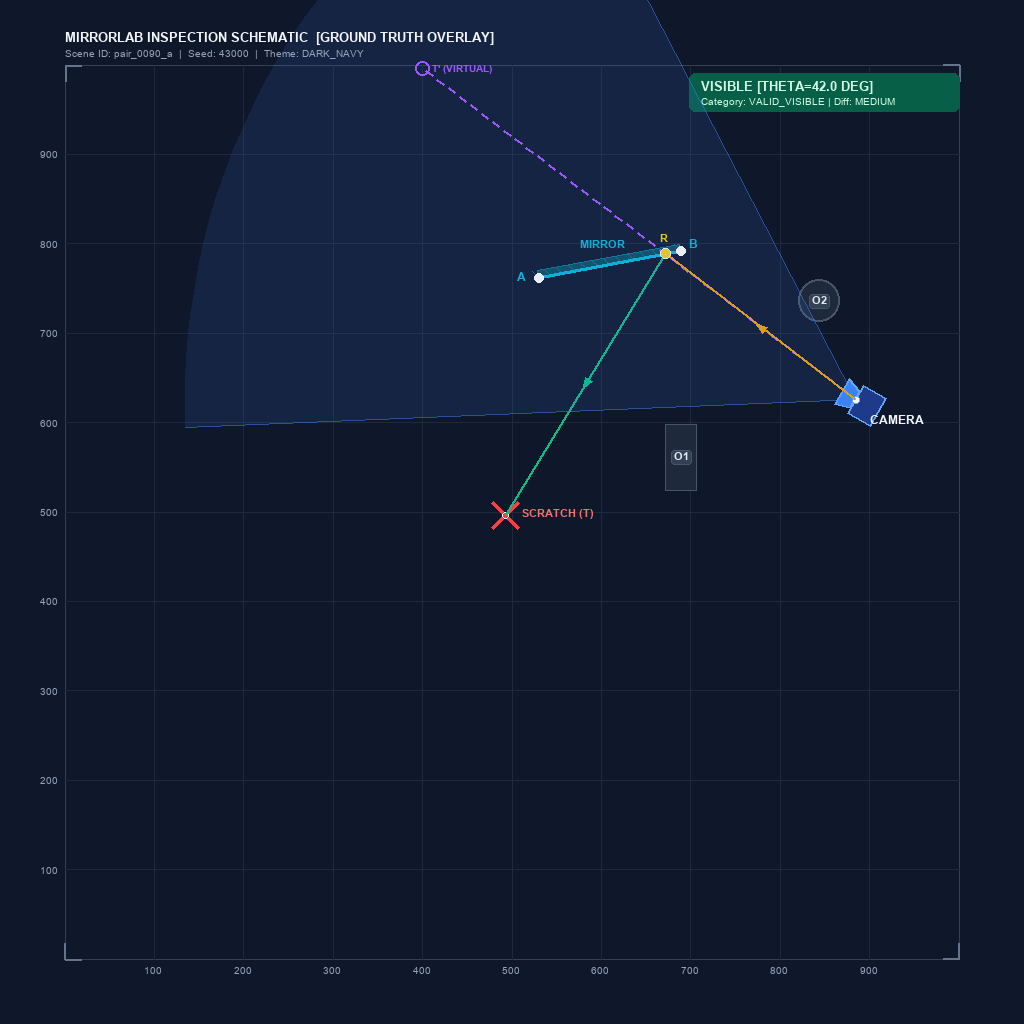 MIRRORLAB INSPECTION SCHEMATIC [GROUND TRUTH OVERLAY]
Scene ID: pair_0090_a | Seed: 43000 | Theme: DARK_NAVY
T' (VIRTUAL)
VISIBLE [THETA=42.0 DEG]
Category: VALID_VISIBLE | Diff: MEDIUM
900
800
MIRROR
R
B
A
O2
700
CAMERA
600
O1
500
SCRATCH (T)
400
300
200
100
100 200 300 400 500 600 700 800 900